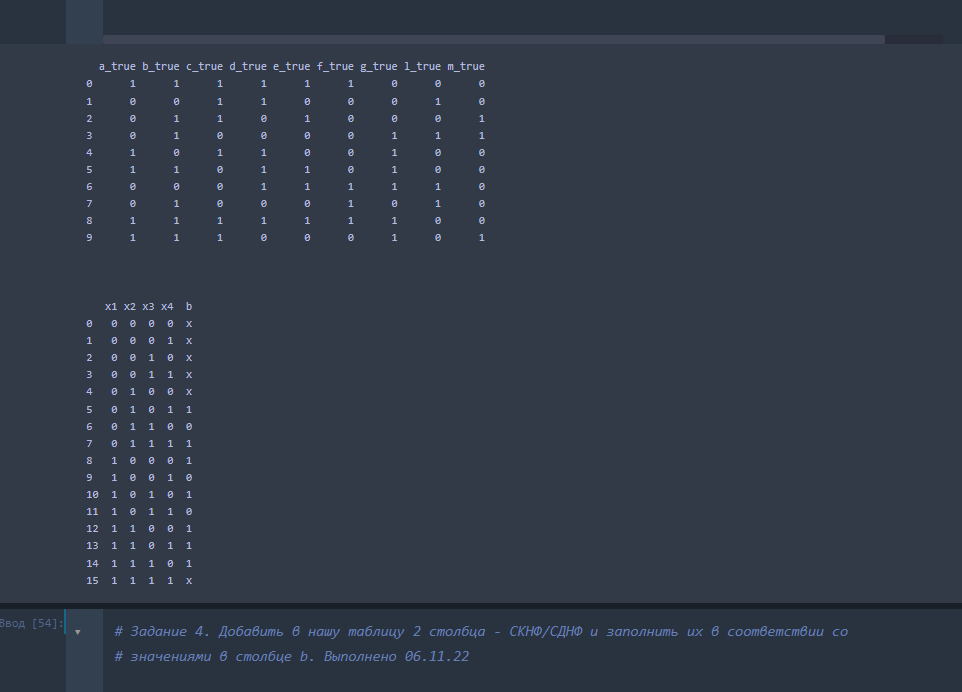 a_true b_true c_true d_true e_true f_true g_true l_true m_true
0 1 1 1 1 1 1 0 0 0
1 0 0 1 1 0 0 0 1 0
2 0 1 1 0 1 0 0 0 1
3 0 1 0 0 0 0 1 1 1
4 1 0 1 1 0 0 1 0 0
5 1 1 0 1 1 0 1 0 0
6 0 0 0 1 1 1 1 1 0
7 0 1 0 0 0 1 0 1 0
8 1 1 1 1 1 1 1 0 0
9 1 1 1 0 0 0 1 0 1
x1 x2 x3 x4 b
0 0 0 0 0 x
1 0 0 0 1 x
2 0 0 1 0 x
3 0 0 1 1 x
4 0 1 0 0 x
5 0 1 0 1 1
6 0 1 1 0 0
7 0 1 1 1 1
8 1 0 0 0 1
9 1 0 0 1 0
10 1 0 1 0 1
11 1 0 1 1 0
12 1 1 0 0 1
13 1 1 0 1 1
14 1 1 1 0 1
15 1 1 1 1 x
Ввод [54]:
# Задание 4. Добавить в нашу таблицу 2 столбца - СКНФ/СДНФ и заполнить их в соответствии со
# значениями в столбце b. Выполнено 06.11.22